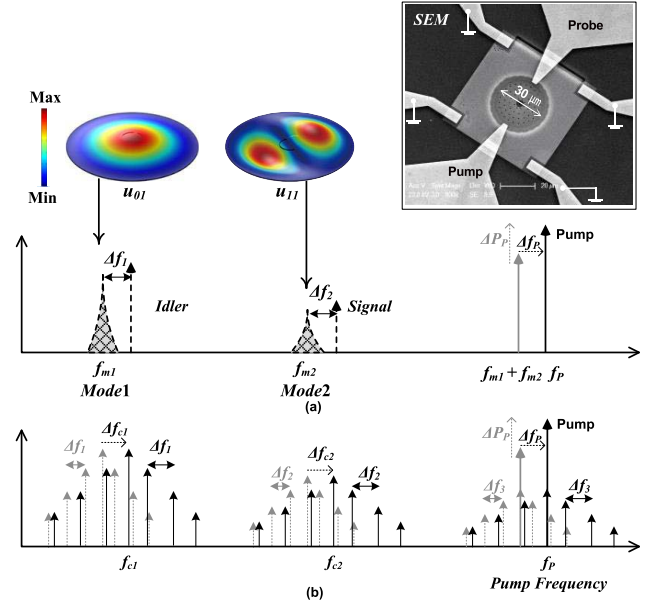 SEM
Probe
30 μm
Pump
20 μm
Max
Min
u01
u11
Δf1
Idler
Δf2
Signal
ΔPP
ΔfP
Pump
fm1
Mode1
fm2
Mode2
fm1 + fm2 fP
(a)
Δf1
Δfc1
Δf1
Δf2
Δfc2
Δf2
ΔPP
ΔfP
Pump
Δf3
Δf3
fc1
fc2
fP
Pump Frequency
(b)